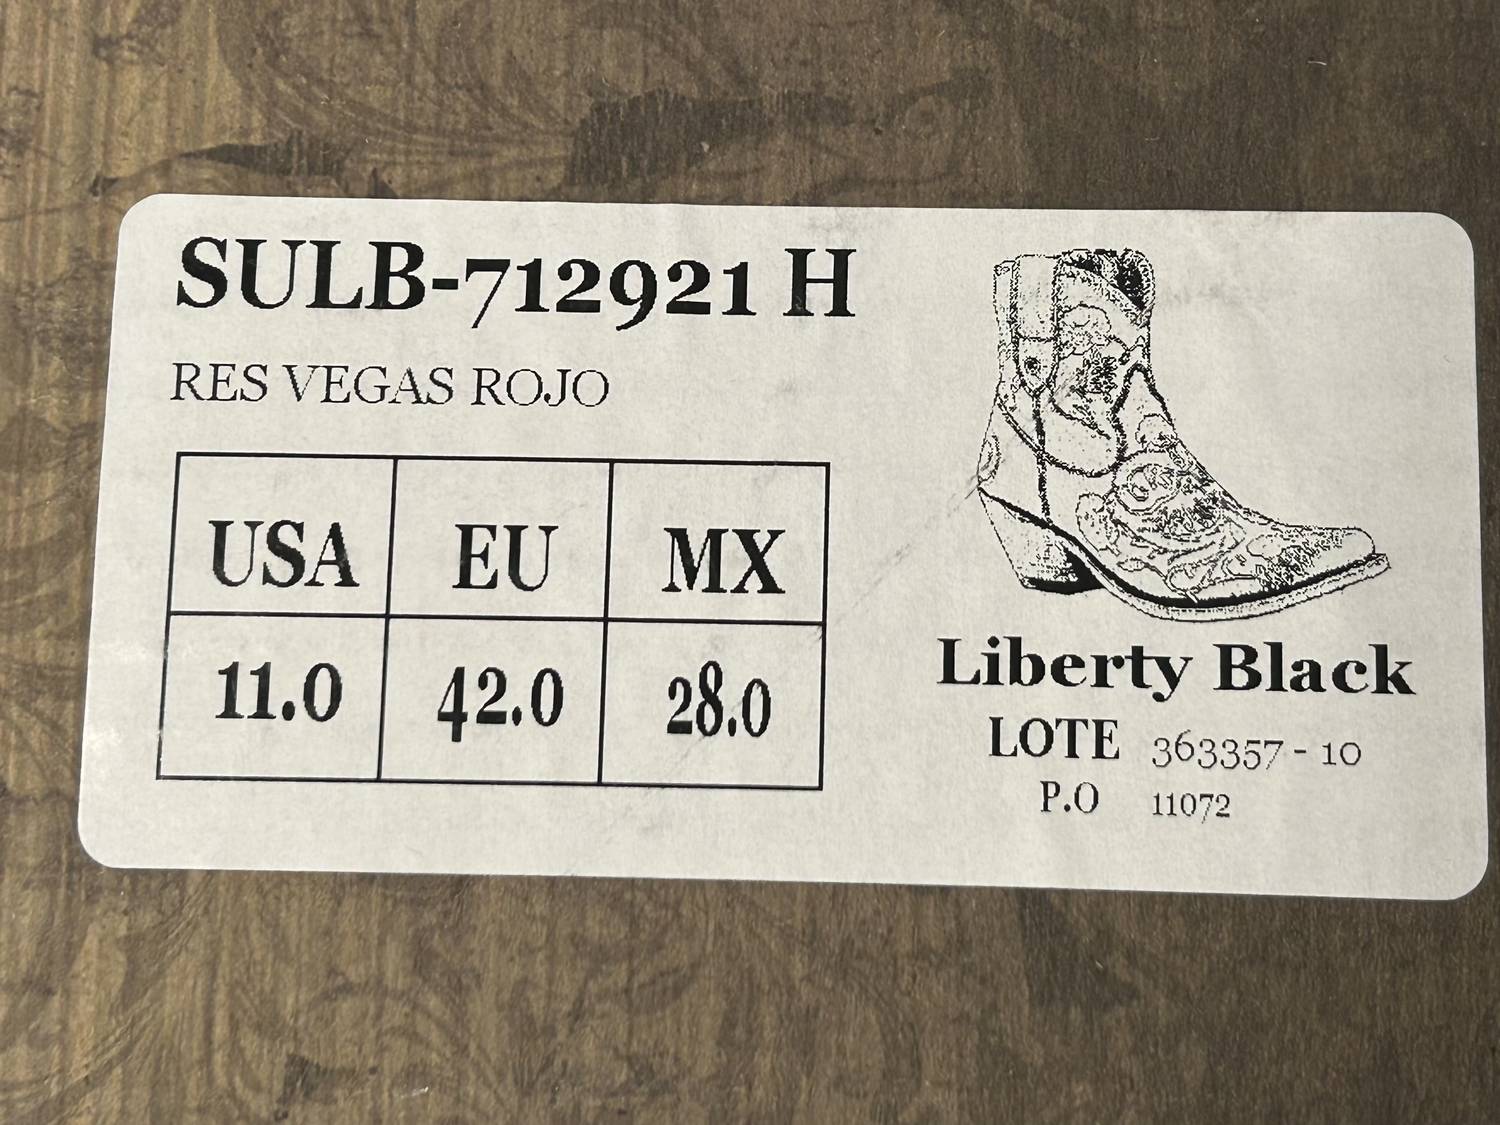 SULB-712921 H
RES VEGAS ROJO
USA EU MX
11.0 42.0 28.0
Liberty Black
LOTE 363357 - 10
P.O 11072